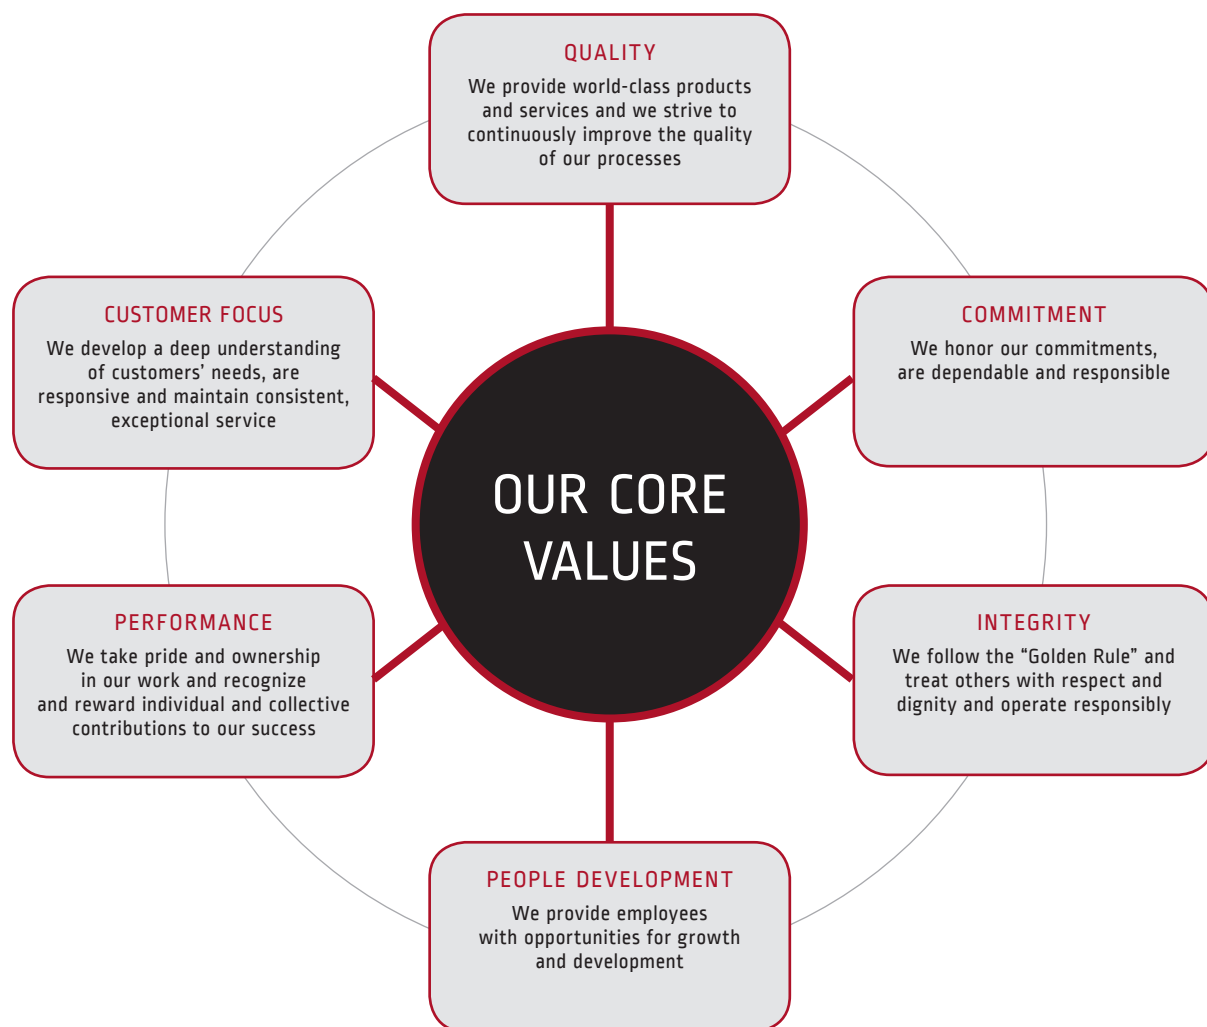 QUALITY
We provide world-class products
and services and we strive to
continuously improve the quality
of our processes
CUSTOMER FOCUS
We develop a deep understanding
of customers’ needs, are
responsive and maintain consistent,
exceptional service
COMMITMENT
We honor our commitments,
are dependable and responsible
OUR CORE
VALUES
PERFORMANCE
We take pride and ownership
in our work and recognize
and reward individual and collective
contributions to our success
INTEGRITY
We follow the “Golden Rule” and
treat others with respect and
dignity and operate responsibly
PEOPLE DEVELOPMENT
We provide employees
with opportunities for growth
and development